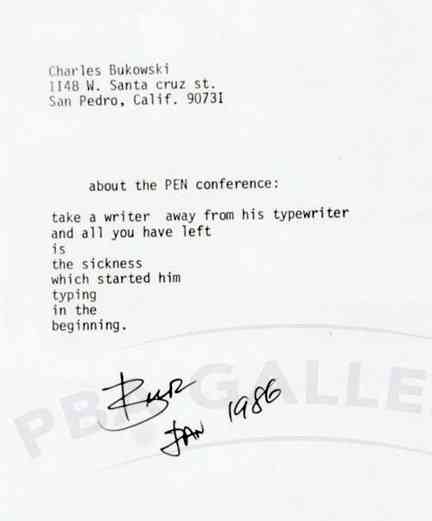 Charles Bukowski
1148 W. Santa cruz st.
San Pedro, Calif. 90731
about the PEN conference:
take a writer  away from his typewriter
and all you have left
is
the sickness
which started him
typing
in the
beginning.
Buk
JAN 1986
PBA GALLE